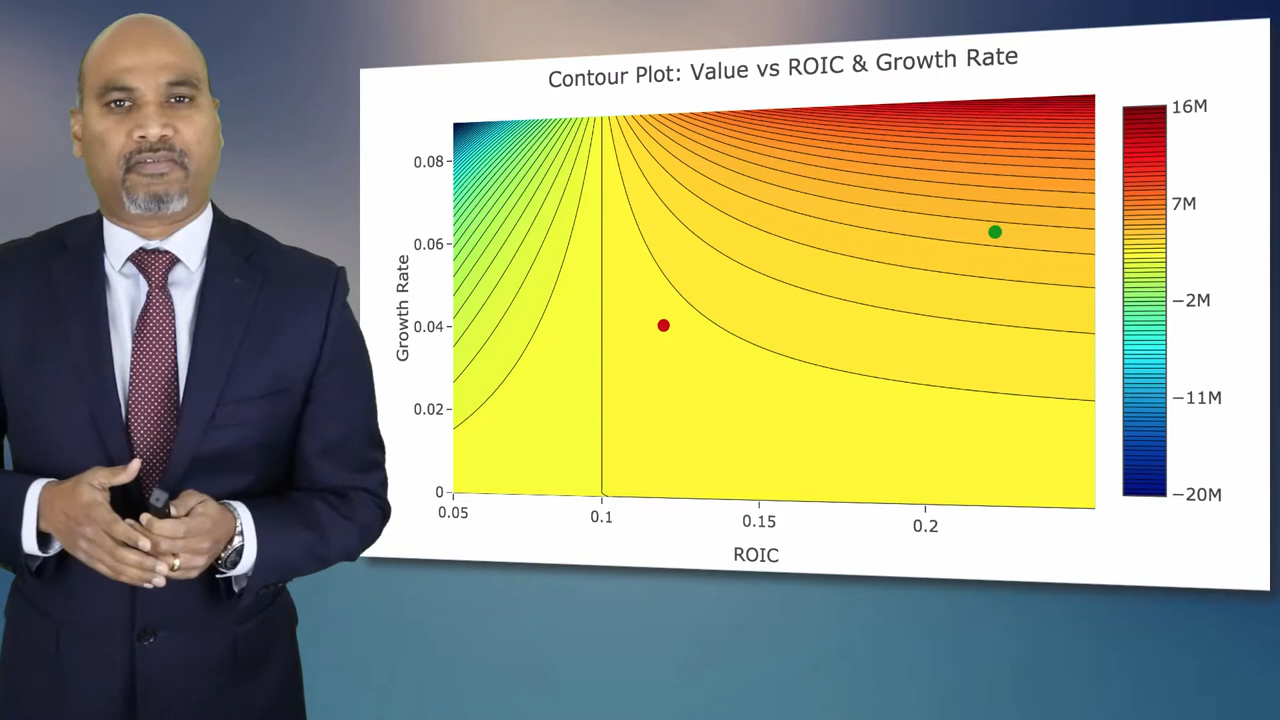 Contour Plot: Value vs ROIC & Growth Rate
16M
7M
−2M
−11M
−20M
Growth Rate
0.08
0.06
0.04
0.02
0
0.05
0.1
0.15
0.2
ROIC